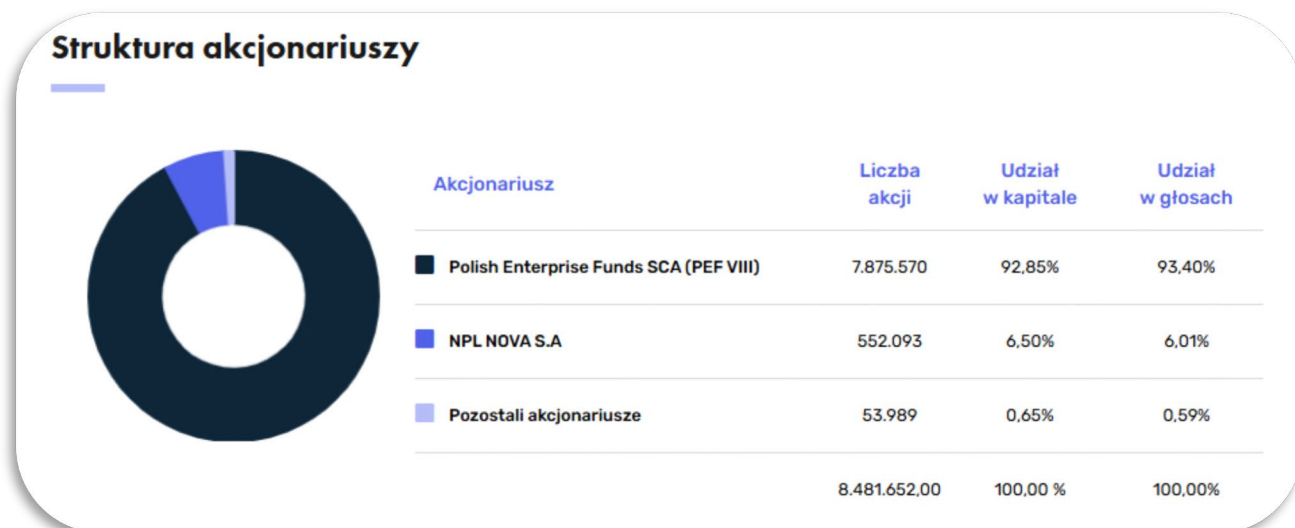 Struktura akcjonariuszy
Akcjonariusz
Liczba
akcji
Udział
w kapitale
Udział
w głosach
Polish Enterprise Funds SCA (PEF VIII) 7.875.570 92,85% 93,40%
NPL NOVA S.A 552.093 6,50% 6,01%
Pozostali akcjonariusze 53.989 0,65% 0,59%
8.481.652,00 100,00 % 100,00%